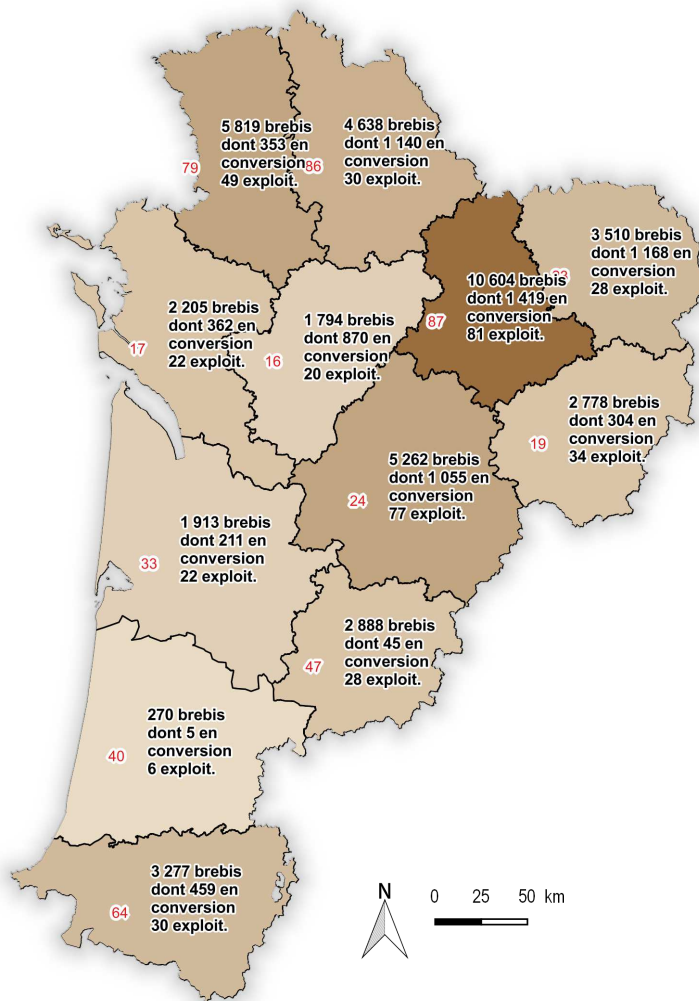 5 819 brebis
dont 353 en
conversion
49 exploit.
79
4 638 brebis
dont 1 140 en
conversion
30 exploit.
86
3 510 brebis
dont 1 168 en
conversion
28 exploit.
23
10 604 brebis
dont 1 419 en
conversion
81 exploit.
87
2 205 brebis
dont 362 en
conversion
22 exploit.
17
1 794 brebis
dont 870 en
conversion
20 exploit.
16
2 778 brebis
dont 304 en
conversion
34 exploit.
19
5 262 brebis
dont 1 055 en
conversion
77 exploit.
24
1 913 brebis
dont 211 en
conversion
22 exploit.
33
2 888 brebis
dont 45 en
conversion
28 exploit.
47
270 brebis
dont 5 en
conversion
6 exploit.
40
3 277 brebis
dont 459 en
conversion
30 exploit.
64
N
0 25 50 km